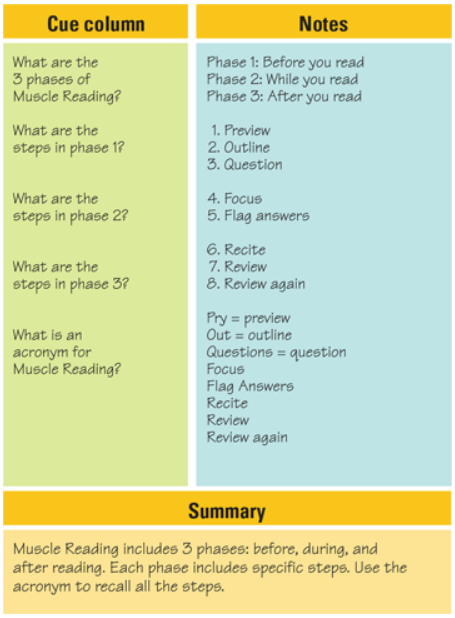 Cue column
Notes
What are the
3 phases of
Muscle Reading?
Phase 1: Before you read
Phase 2: While you read
Phase 3: After you read
What are the
steps in phase 1?
1. Preview
2. Outline
3. Question
What are the
steps in phase 2?
4. Focus
5. Flag answers
What are the
steps in phase 3?
6. Recite
7. Review
8. Review again
What is an
acronym for
Muscle Reading?
Pry = preview
Out = outline
Questions = question
Focus
Flag Answers
Recite
Review
Review again
Summary
Muscle Reading includes 3 phases: before, during, and
after reading. Each phase includes specific steps. Use the
acronym to recall all the steps.